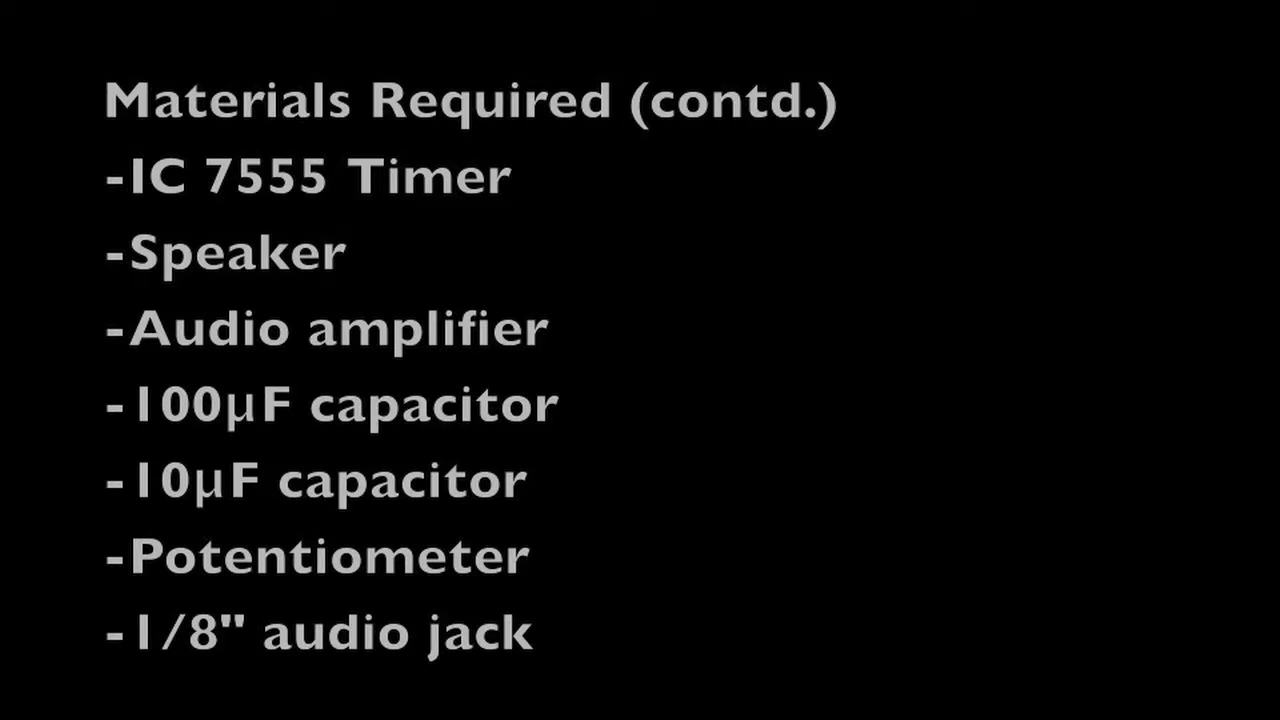 Materials Required (contd.)
-IC 7555 Timer
-Speaker
-Audio amplifier
-100µF capacitor
-10µF capacitor
-Potentiometer
-1/8" audio jack